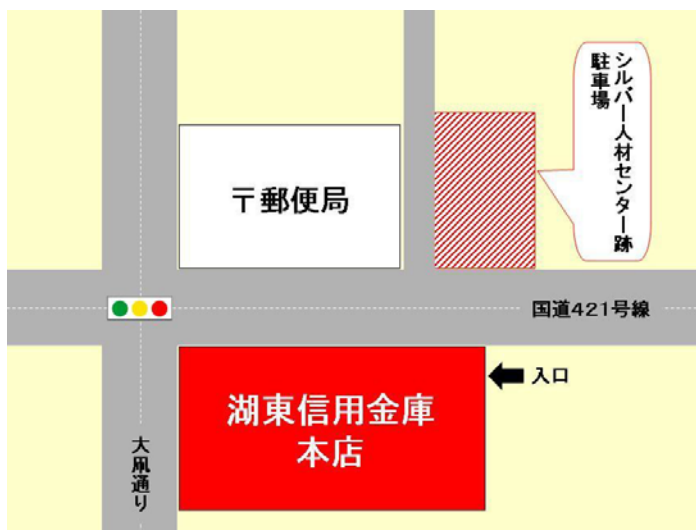 シルバー人材センター跡
駐車場
〒郵便局
国道421号線
湖東信用金庫
本店
入口
大凧通り